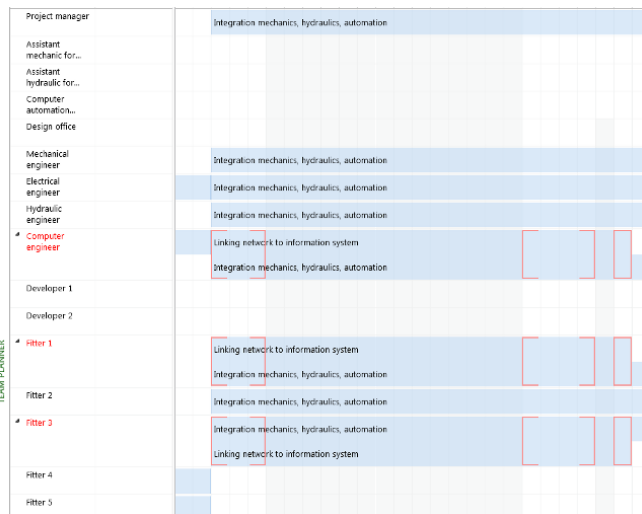 Project manager
Integration mechanics, hydraulics, automation
Assistant
mechanic for...
Assistant
hydraulic for...
Computer
automation...
Design office
Mechanical
engineer
Integration mechanics, hydraulics, automation
Electrical
engineer
Integration mechanics, hydraulics, automation
Hydraulic
engineer
Integration mechanics, hydraulics, automation
Computer
engineer
Linking network to information system
Integration mechanics, hydraulics, automation
Developer 1
Developer 2
TEAM PLANNER
Fitter 1
Linking network to information system
Integration mechanics, hydraulics, automation
Fitter 2
Integration mechanics, hydraulics, automation
Fitter 3
Integration mechanics, hydraulics, automation
Linking network to information system
Fitter 4
Fitter 5